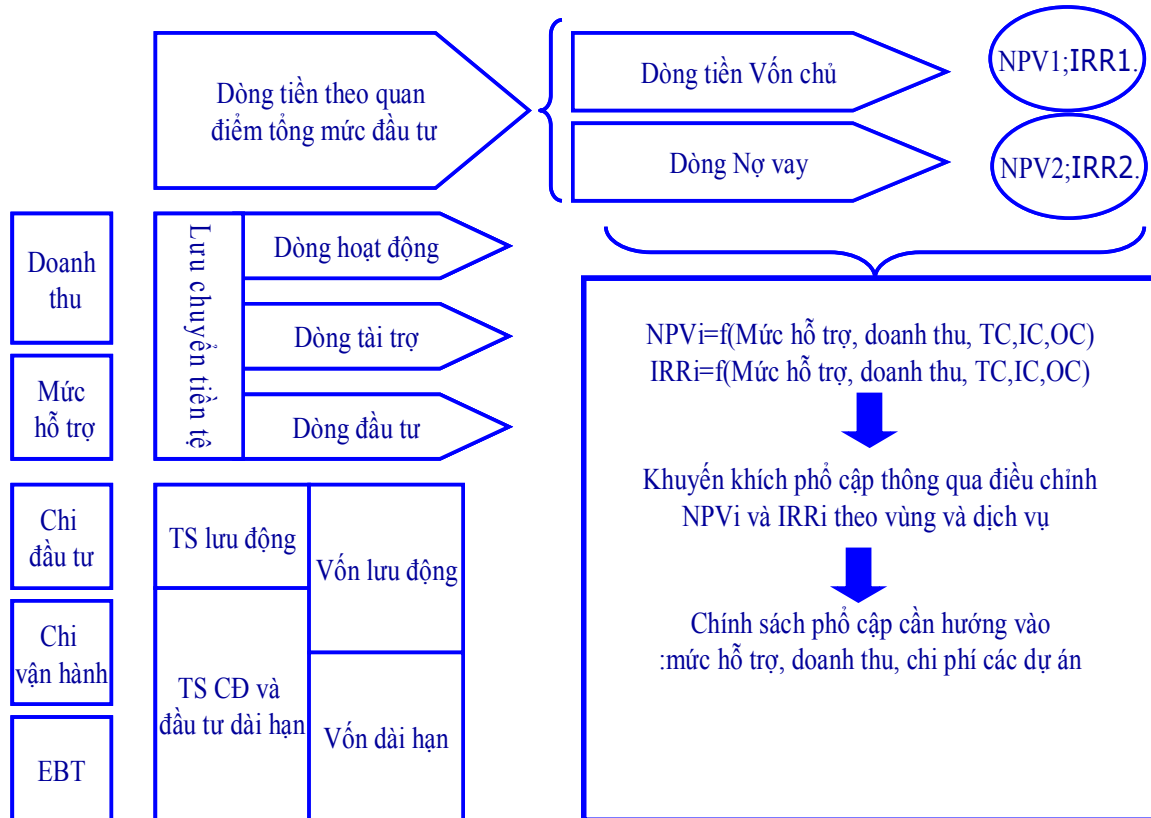 Dòng tiền theo quan
điểm tổng mức đầu tư
Dòng tiền Vốn chủ
NPV1;IRR1.
Dòng Nợ vay
NPV2;IRR2.
Doanh
thu
Mức
hỗ trợ
Chi
đầu tư
Chi
vận hành
EBT
Lưu chuyển tiền tệ
Dòng hoạt động
Dòng tài trợ
Dòng đầu tư
TS lưu động
Vốn lưu động
TS CĐ và
đầu tư dài hạn
Vốn dài hạn
NPVi=f(Mức hỗ trợ, doanh thu, TC,IC,OC)
IRRi=f(Mức hỗ trợ, doanh thu, TC,IC,OC)
Khuyến khích phổ cập thông qua điều chỉnh
NPVi và IRRi theo vùng và dịch vụ
Chính sách phổ cập cần hướng vào
:mức hỗ trợ, doanh thu, chi phí các dự án